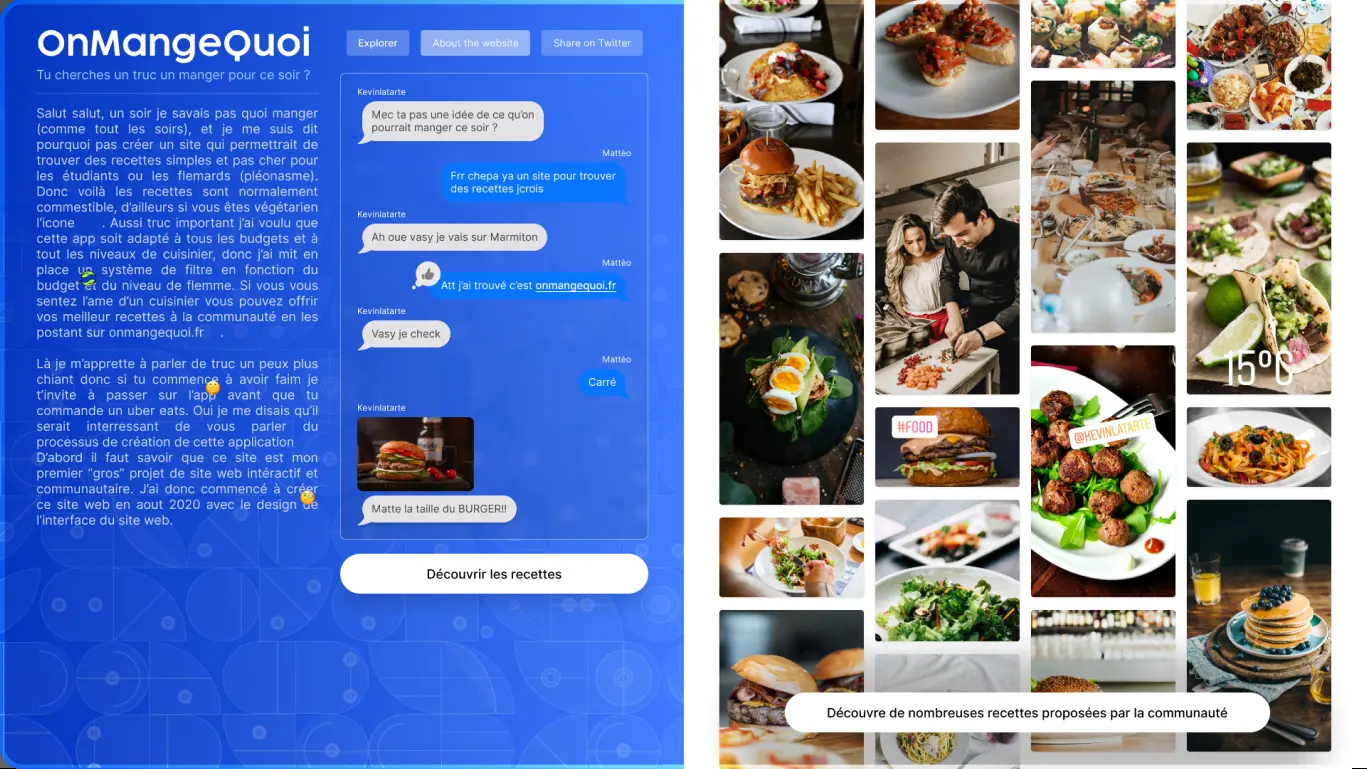 OnMangeQuoi
Tu cherches un truc un manger pour ce soir ?
Salut salut, un soir je savais pas quoi manger
(comme tout les soirs), et je me suis dit
pourquoi pas créer un site qui permettrait de
trouver des recettes simples et pas cher pour
les étudiants ou les flemards (pléonasme).
Donc voilà les recettes sont normalement
commestible, d’ailleurs si vous êtes végétarien
l’icone . Aussi truc important j’ai voulu que
cette app soit adapté à tous les budgets et à
tout les niveaux de cuisinier, donc j’ai mit en
place un système de filtre en fonction du
budget et du niveau de flemme. Si vous vous
sentez l’ame d’un cuisinier vous pouvez offrir
vos meilleur recettes à la communauté en les
postant sur onmangequoi.fr .
Là je m’apprette à parler de truc un peux plus
chiant donc si tu commence à avoir faim je
t’invite à passer sur l’app avant que tu
commande un uber eats. Oui je me disais qu’il
serait interressant de vous parler du
processus de création de cette application
D’abord il faut savoir que ce site est mon
premier “gros” projet de site web intéractif et
communautaire. J’ai donc commencé à créer
ce site web en aout 2020 avec le design de
l’interface du site web.
Explorer
About the website
Share on Twitter
Kevinlatarte
Mec ta pas une idée de ce qu’on
pourrait manger ce soir ?
Mattèo
Frr chepa ya un site pour trouver
des recettes jcrois
Kevinlatarte
Ah oue vasy je vais sur Marmiton
Mattèo
Att j’ai trouvé c’est onmangequoi.fr
Kevinlatarte
Vasy je check
Mattèo
Carré
Kevinlatarte
Matte la taille du BURGER!!
Découvrir les recettes
#FOOD
@KEVINLATARTE
15°C
Découvre de nombreuses recettes proposées par la communauté